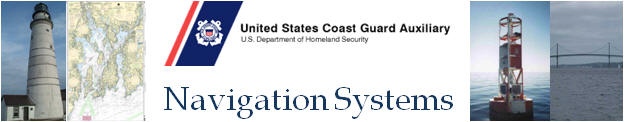 United States Coast Guard Auxiliary
U.S. Department of Homeland Security
Navigation Systems